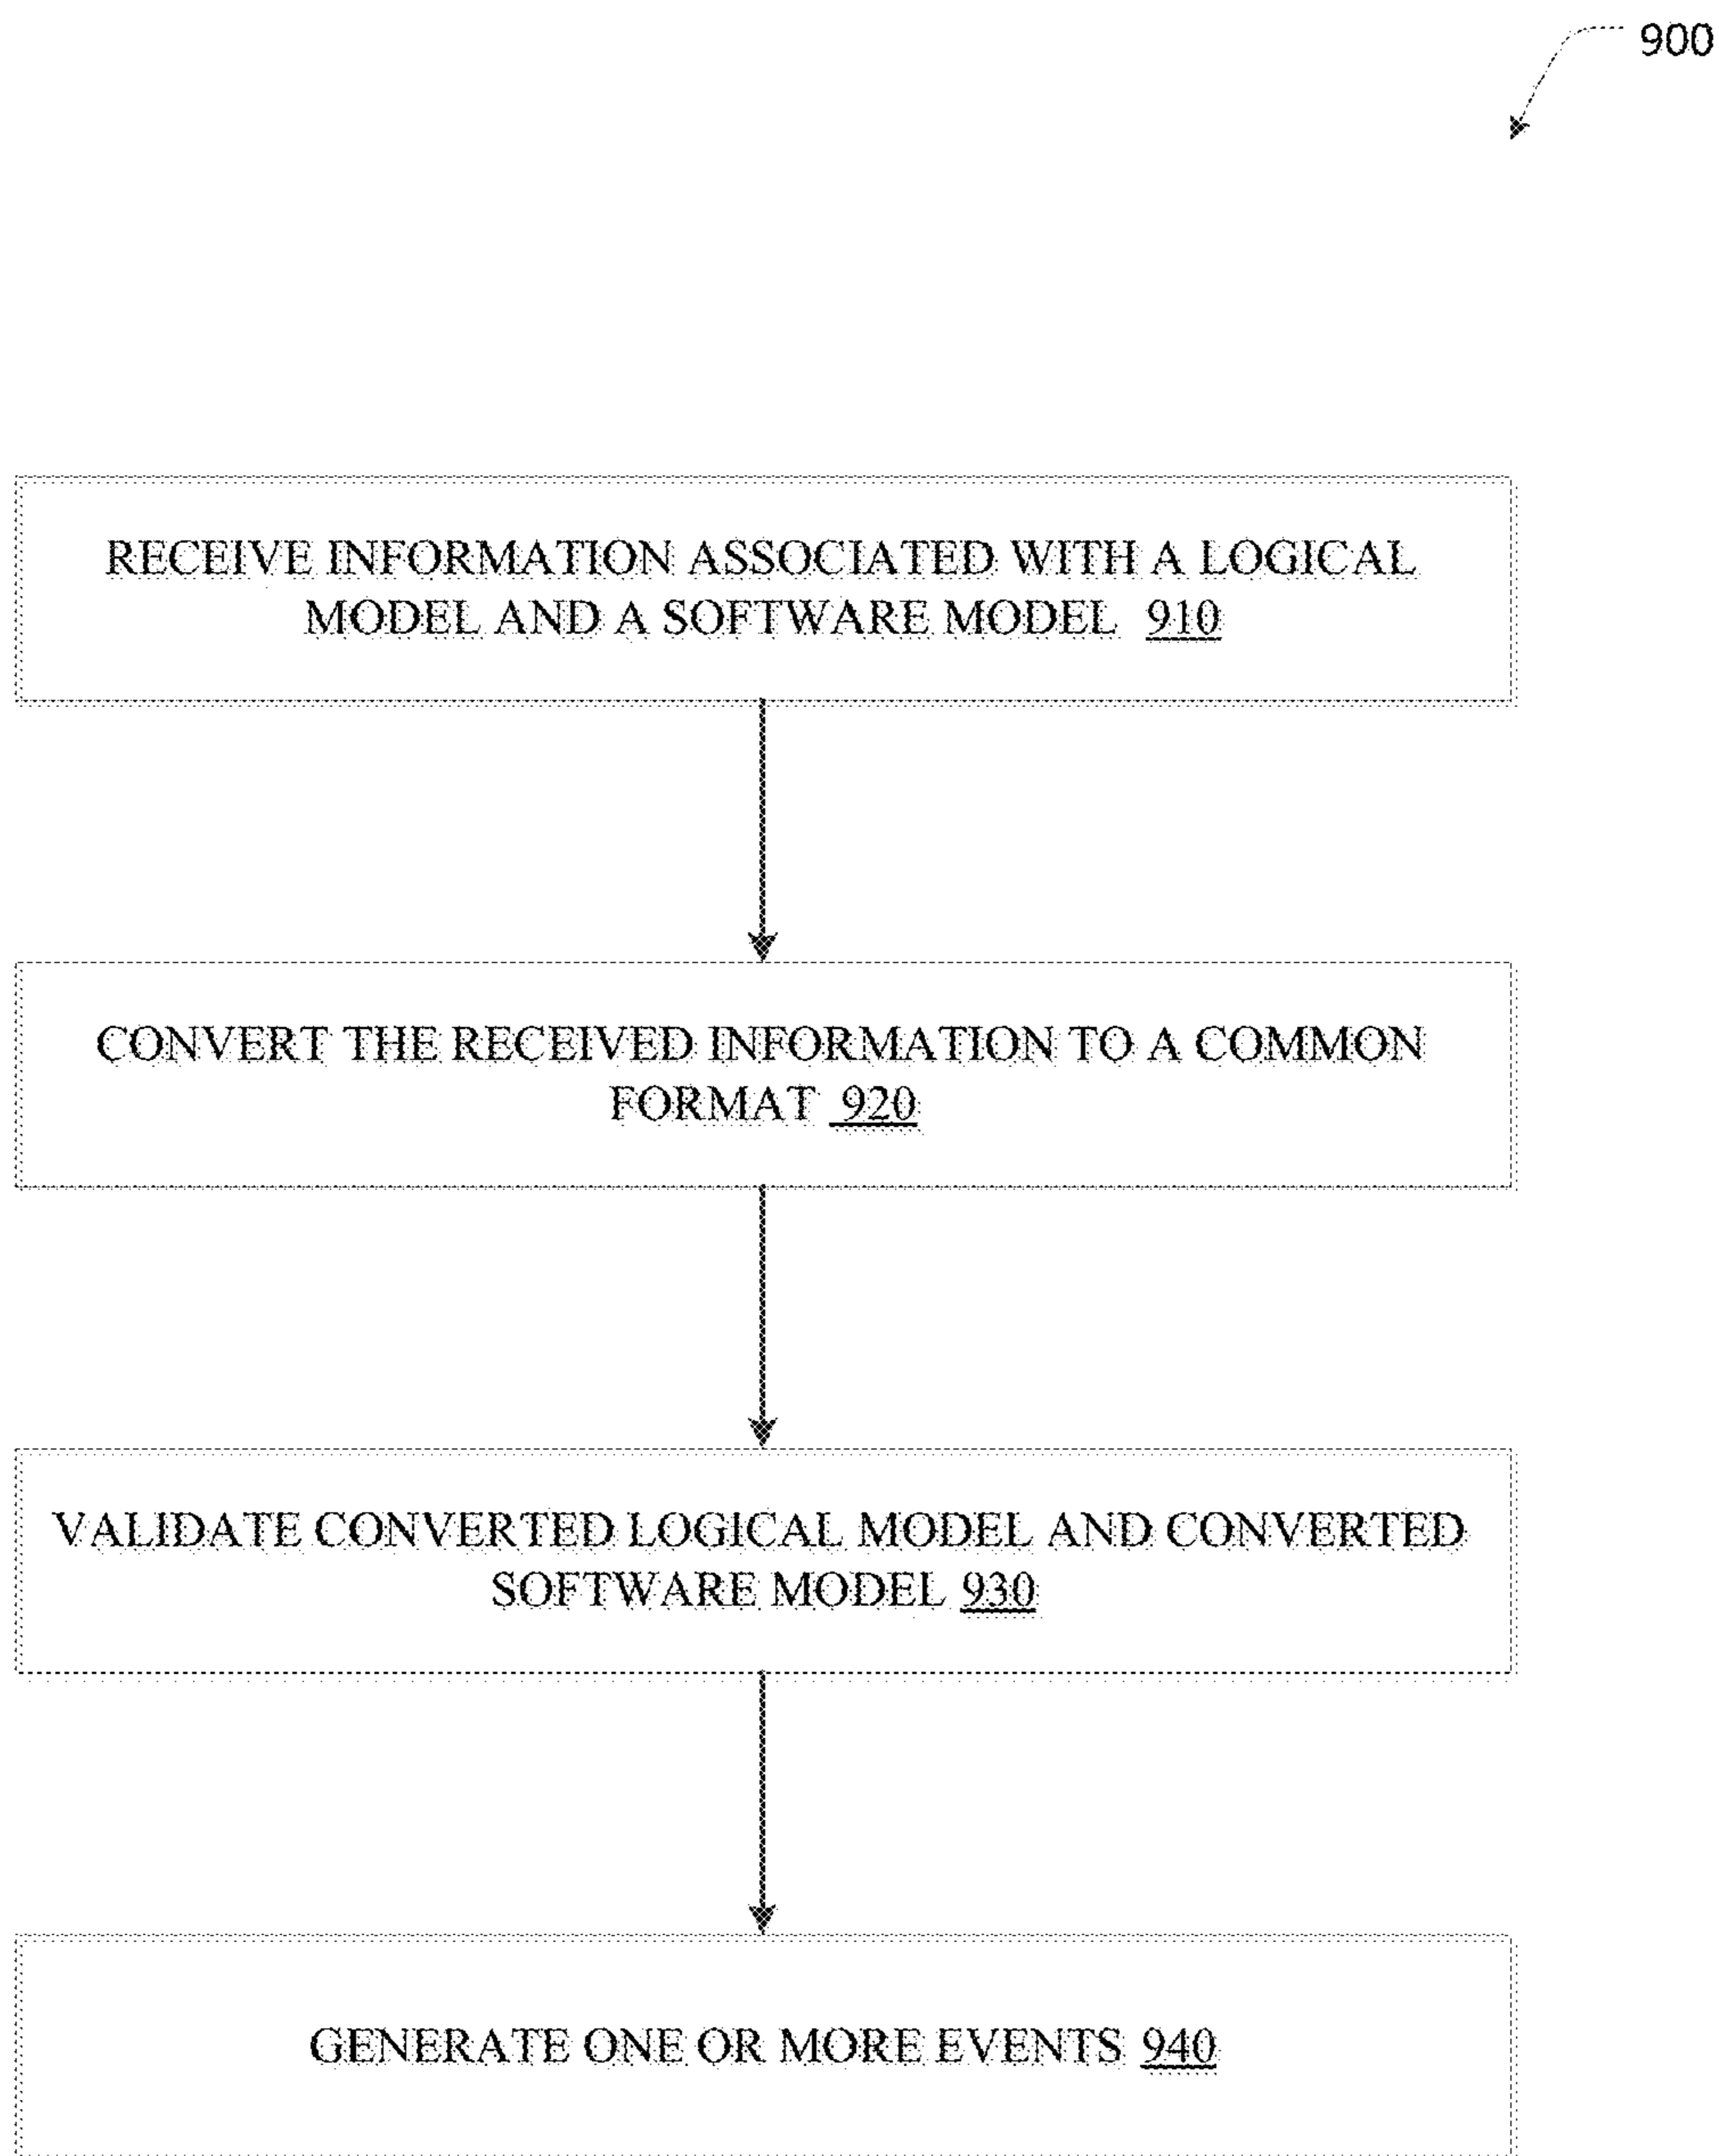 900
RECEIVE INFORMATION ASSOCIATED WITH A LOGICAL
MODEL AND A SOFTWARE MODEL 910
CONVERT THE RECEIVED INFORMATION TO A COMMON
FORMAT 920
VALIDATE CONVERTED LOGICAL MODEL AND CONVERTED
SOFTWARE MODEL 930
GENERATE ONE OR MORE EVENTS 940